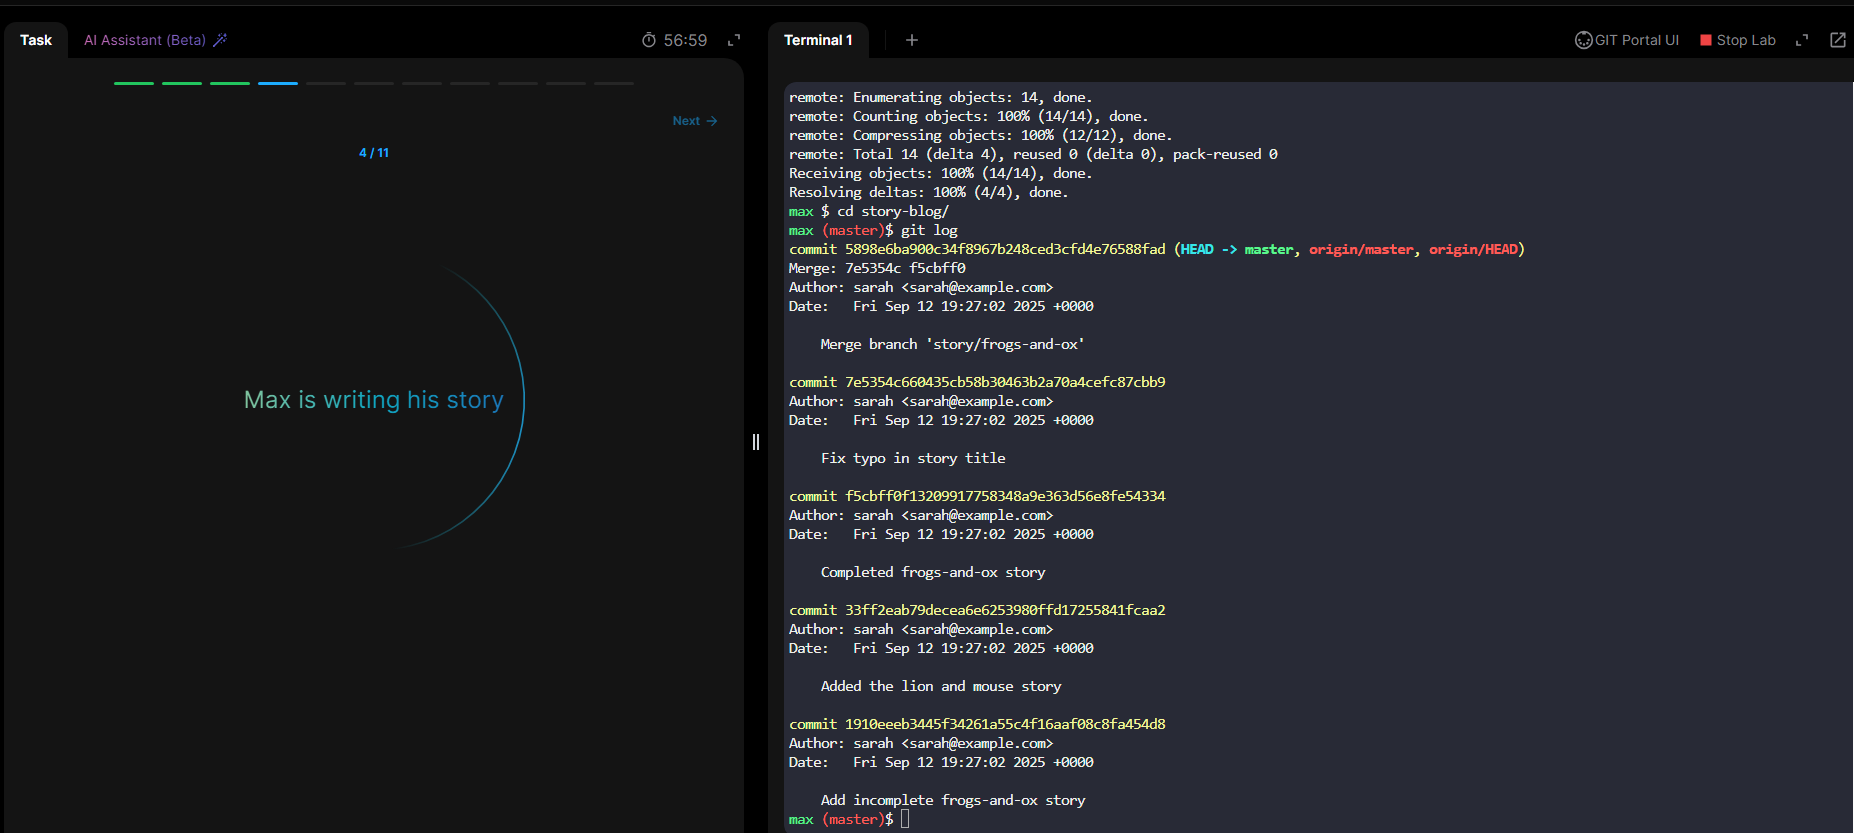 Task
AI Assistant (Beta)
56:59
Next →
4 / 11
Max is writing his story
Terminal 1
+
GIT Portal UI
Stop Lab
remote: Enumerating objects: 14, done.
remote: Counting objects: 100% (14/14), done.
remote: Compressing objects: 100% (12/12), done.
remote: Total 14 (delta 4), reused 0 (delta 0), pack-reused 0
Receiving objects: 100% (14/14), done.
Resolving deltas: 100% (4/4), done.
max $ cd story-blog/
max (master)$ git log
commit 5898e6ba900c34f8967b248ced3cfd4e76588fad (HEAD -> master, origin/master, origin/HEAD)
Merge: 7e5354c f5cbff0
Author: sarah <sarah@example.com>
Date:   Fri Sep 12 19:27:02 2025 +0000
    Merge branch 'story/frogs-and-ox'
commit 7e5354c660435cb58b30463b2a70a4cefc87cbb9
Author: sarah <sarah@example.com>
Date:   Fri Sep 12 19:27:02 2025 +0000
    Fix typo in story title
commit f5cbff0f13209917758348a9e363d56e8fe54334
Author: sarah <sarah@example.com>
Date:   Fri Sep 12 19:27:02 2025 +0000
    Completed frogs-and-ox story
commit 33ff2eab79decea6e6253980ffd17255841fcaa2
Author: sarah <sarah@example.com>
Date:   Fri Sep 12 19:27:02 2025 +0000
    Added the lion and mouse story
commit 1910eeeb3445f34261a55c4f16aaf08c8fa454d8
Author: sarah <sarah@example.com>
Date:   Fri Sep 12 19:27:02 2025 +0000
    Add incomplete frogs-and-ox story
max (master)$